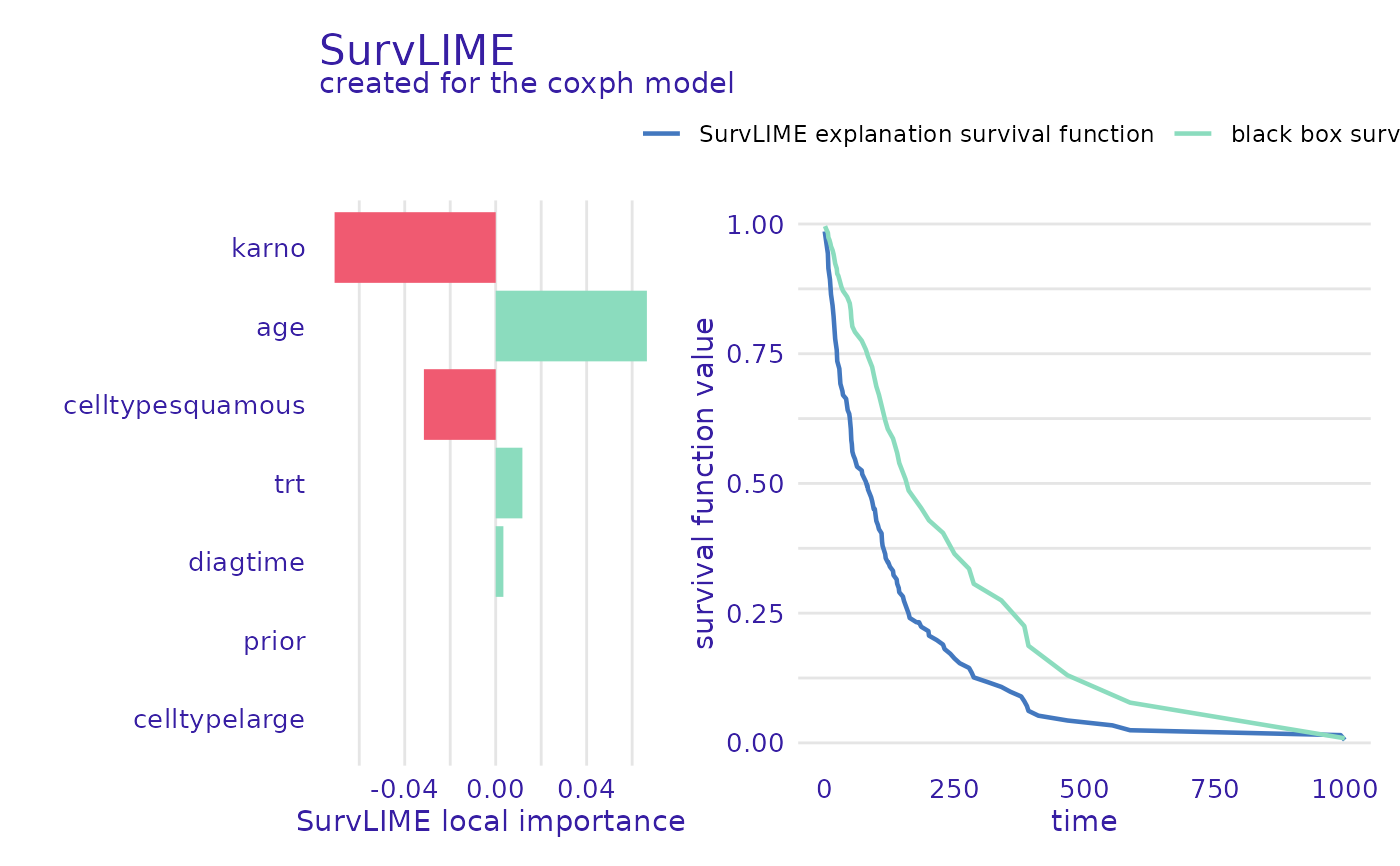 SurvLIME
created for the coxph model
SurvLIME explanation survival function
black box surv
karno
age
celltypesquamous
trt
diagtime
prior
celltypelarge
-0.04 0.00 0.04
SurvLIME local importance
survival function value
1.00
0.75
0.50
0.25
0.00
0 250 500 750 1000
time